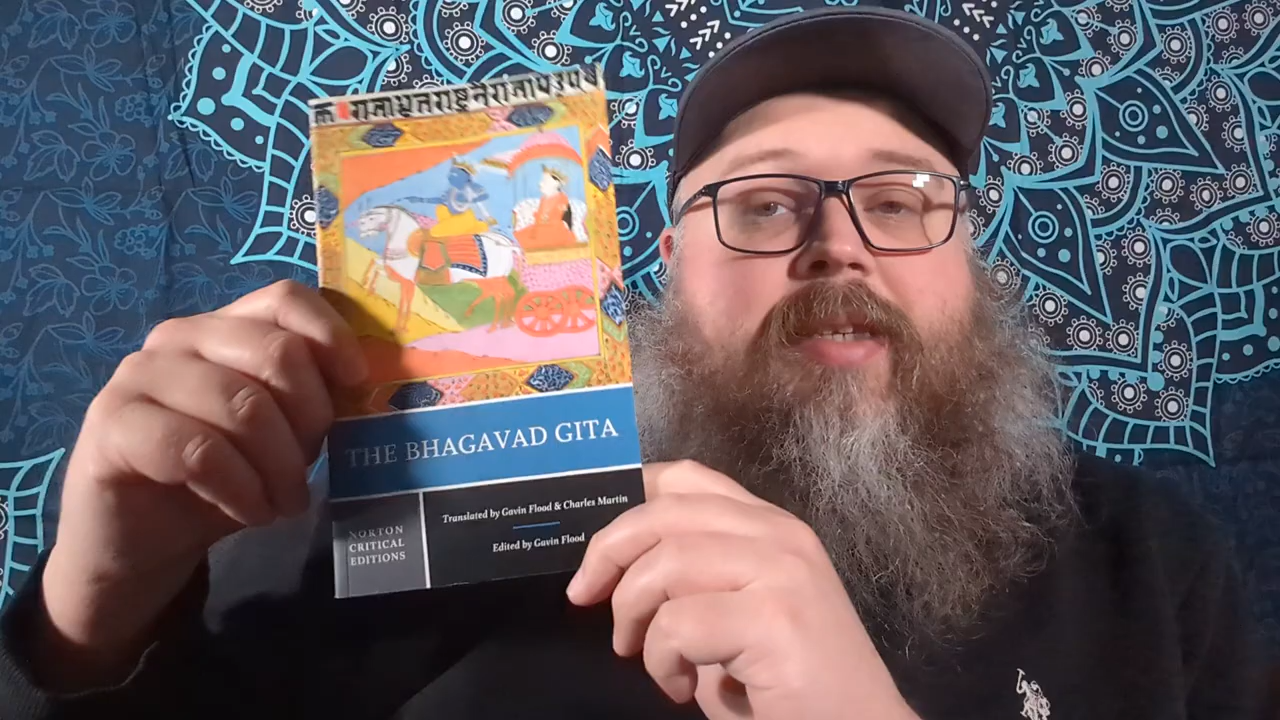 THE BHAGAVAD GITA
Translated by Gavin Flood & Charles Martin
NORTON
CRITICAL
EDITIONS
Edited by Gavin Flood